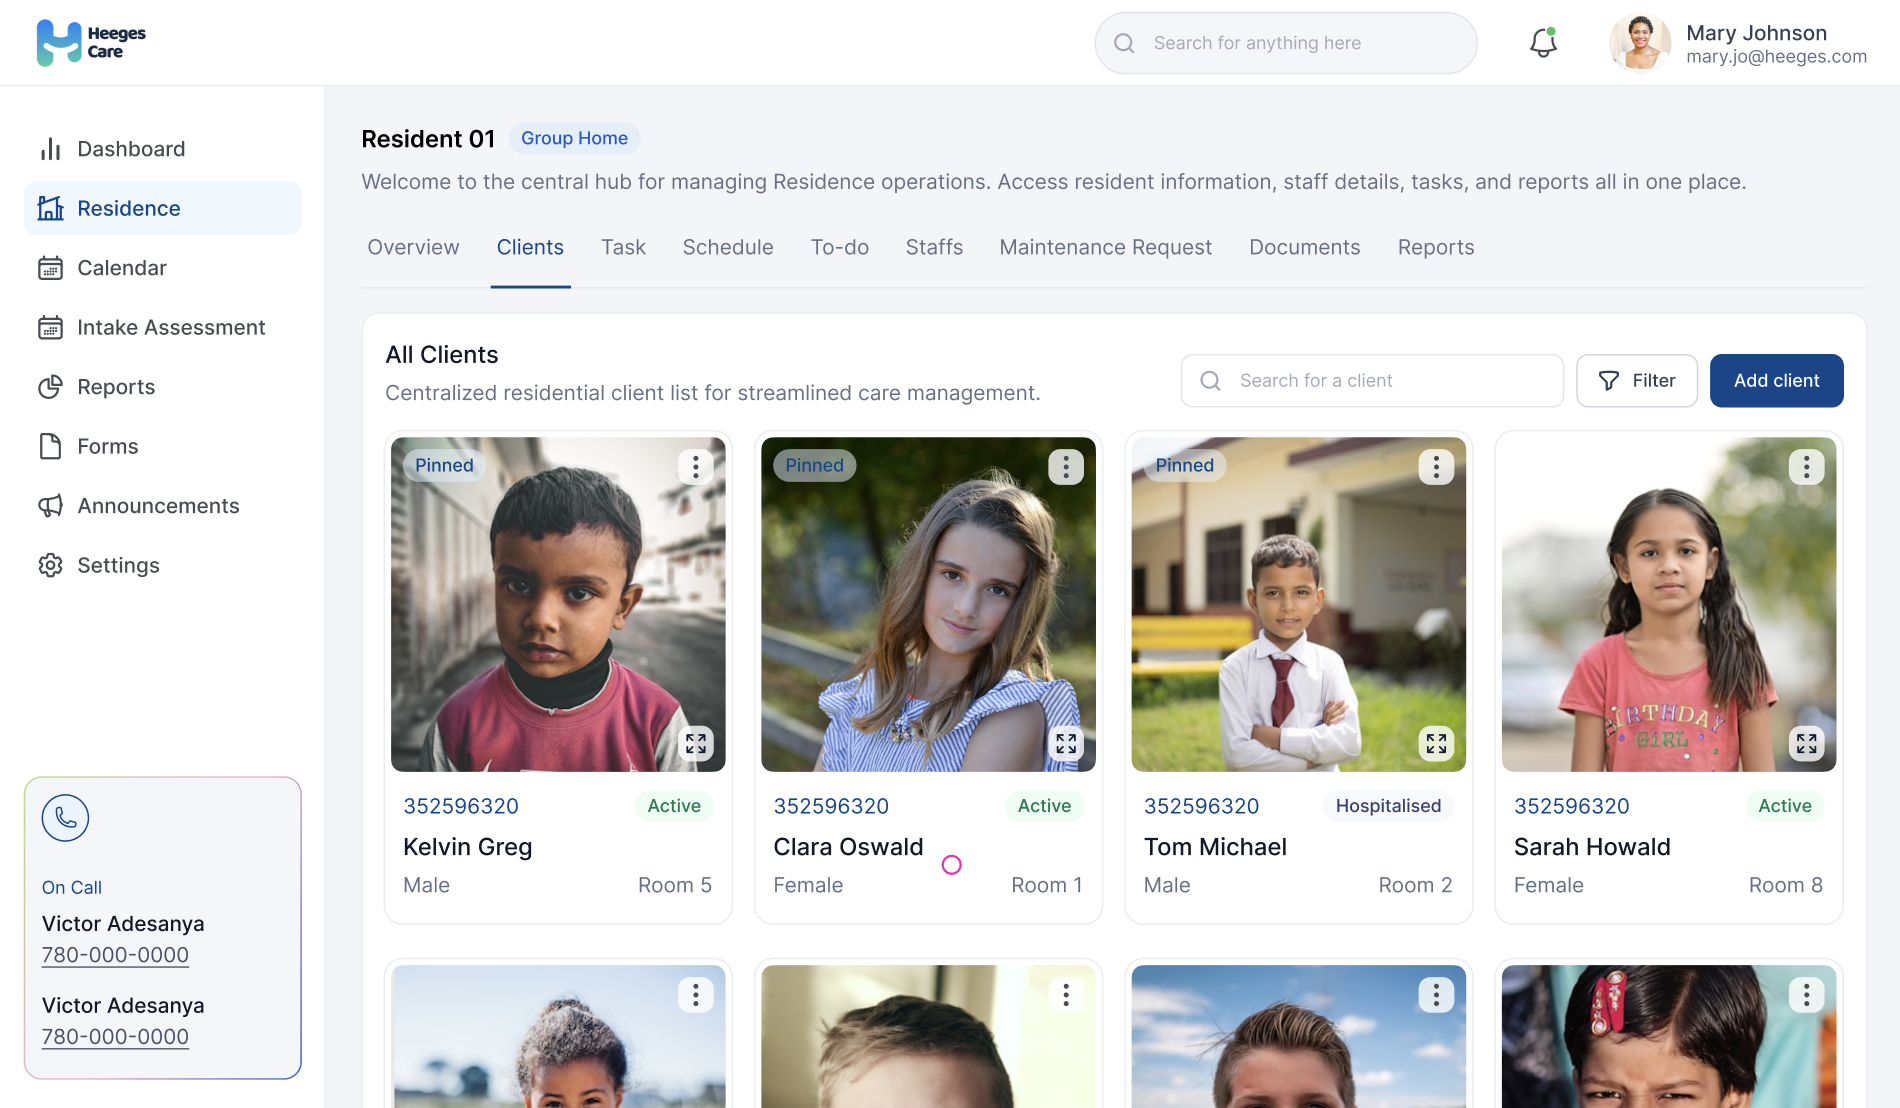 Heeges
Care
Search for anything here
Mary Johnson
mary.jo@heeges.com
Dashboard
Residence
Calendar
Intake Assessment
Reports
Forms
Announcements
Settings
On Call
Victor Adesanya
780-000-0000
Victor Adesanya
780-000-0000
Resident 01 Group Home
Welcome to the central hub for managing Residence operations. Access resident information, staff details, tasks, and reports all in one place.
Overview Clients Task Schedule To-do Staffs Maintenance Request Documents Reports
All Clients
Centralized residential client list for streamlined care management.
Search for a client
Filter
Add client
Pinned
352596320 Active
Kelvin Greg
Male Room 5
Pinned
352596320 Active
Clara Oswald
Female Room 1
Pinned
352596320 Hospitalised
Tom Michael
Male Room 2
BIRTHDAY
GIRL
352596320 Active
Sarah Howald
Female Room 8